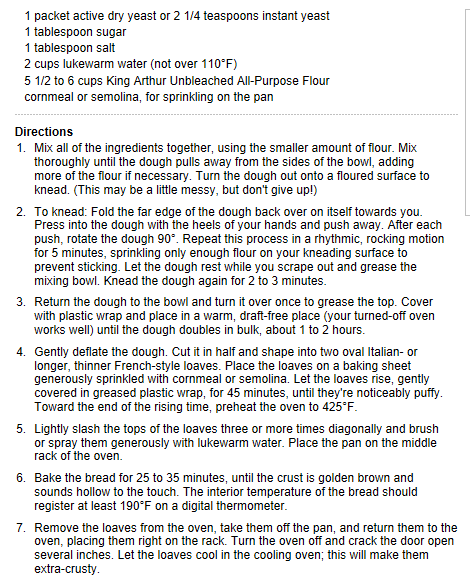 1 packet active dry yeast or 2 1/4 teaspoons instant yeast
1 tablespoon sugar
1 tablespoon salt
2 cups lukewarm water (not over 110°F)
5 1/2 to 6 cups King Arthur Unbleached All-Purpose Flour
cornmeal or semolina, for sprinkling on the pan
Directions
1. Mix all of the ingredients together, using the smaller amount of flour. Mix
thoroughly until the dough pulls away from the sides of the bowl, adding
more of the flour if necessary. Turn the dough out onto a floured surface to
knead. (This may be a little messy, but don't give up!)
2. To knead: Fold the far edge of the dough back over on itself towards you.
Press into the dough with the heels of your hands and push away. After each
push, rotate the dough 90°. Repeat this process in a rhythmic, rocking motion
for 5 minutes, sprinkling only enough flour on your kneading surface to
prevent sticking. Let the dough rest while you scrape out and grease the
mixing bowl. Knead the dough again for 2 to 3 minutes.
3. Return the dough to the bowl and turn it over once to grease the top. Cover
with plastic wrap and place in a warm, draft-free place (your turned-off oven
works well) until the dough doubles in bulk, about 1 to 2 hours.
4. Gently deflate the dough. Cut it in half and shape into two oval Italian- or
longer, thinner French-style loaves. Place the loaves on a baking sheet
generously sprinkled with cornmeal or semolina. Let the loaves rise, gently
covered in greased plastic wrap, for 45 minutes, until they're noticeably puffy.
Toward the end of the rising time, preheat the oven to 425°F.
5. Lightly slash the tops of the loaves three or more times diagonally and brush
or spray them generously with lukewarm water. Place the pan on the middle
rack of the oven.
6. Bake the bread for 25 to 35 minutes, until the crust is golden brown and
sounds hollow to the touch. The interior temperature of the bread should
register at least 190°F on a digital thermometer.
7. Remove the loaves from the oven, take them off the pan, and return them to the
oven, placing them right on the rack. Turn the oven off and crack the door open
several inches. Let the loaves cool in the cooling oven; this will make them
extra-crusty.